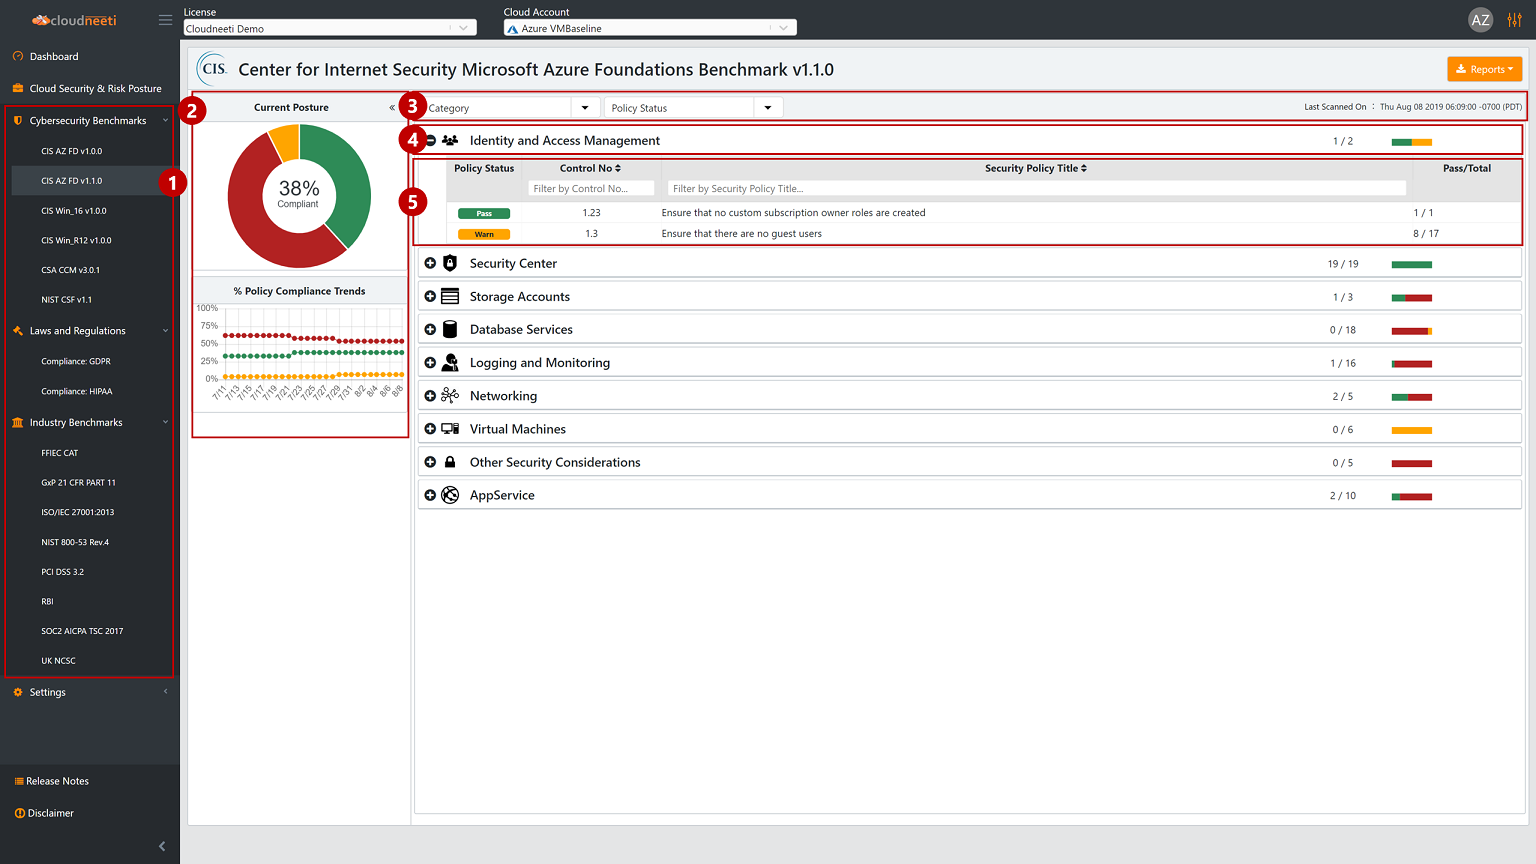 cloudneeti
License
Cloudneeti Demo
Cloud Account
Azure VMBaseline
AZ
Dashboard
Cloud Security & Risk Posture
Cybersecurity Benchmarks
CIS AZ FD v1.0.0
CIS AZ FD v1.1.0
CIS Win_16 v1.0.0
CIS Win_R12 v1.0.0
CSA CCM v3.0.1
NIST CSF v1.1
Laws and Regulations
Compliance: GDPR
Compliance: HIPAA
Industry Benchmarks
FFIEC CAT
GxP 21 CFR PART 11
ISO/IEC 27001:2013
NIST 800-53 Rev.4
PCI DSS 3.2
RBI
SOC2 AICPA TSC 2017
UK NCSC
Settings
Release Notes
Disclaimer
1
CIS. Center for Internet Security Microsoft Azure Foundations Benchmark v1.1.0
Reports
2
Current Posture
«
38%
Compliant
% Policy Compliance Trends
100%
75%
50%
25%
0%
7/11 7/13 7/15 7/17 7/19 7/21 7/23 7/25 7/27 7/29 7/31 8/2 8/4 8/6 8/8
3
Category
Policy Status
Last Scanned On : Thu Aug 08 2019 06:09:00 -0700 (PDT)
4
Identity and Access Management 1 / 2
5
Policy Status Control No Security Policy Title Pass/Total
Filter by Control No... Filter by Security Policy Title...
Pass 1.23 Ensure that no custom subscription owner roles are created 1 / 1
Warn 1.3 Ensure that there are no guest users 8 / 17
Security Center 19 / 19
Storage Accounts 1 / 3
Database Services 0 / 18
Logging and Monitoring 1 / 16
Networking 2 / 5
Virtual Machines 0 / 6
Other Security Considerations 0 / 5
AppService 2 / 10